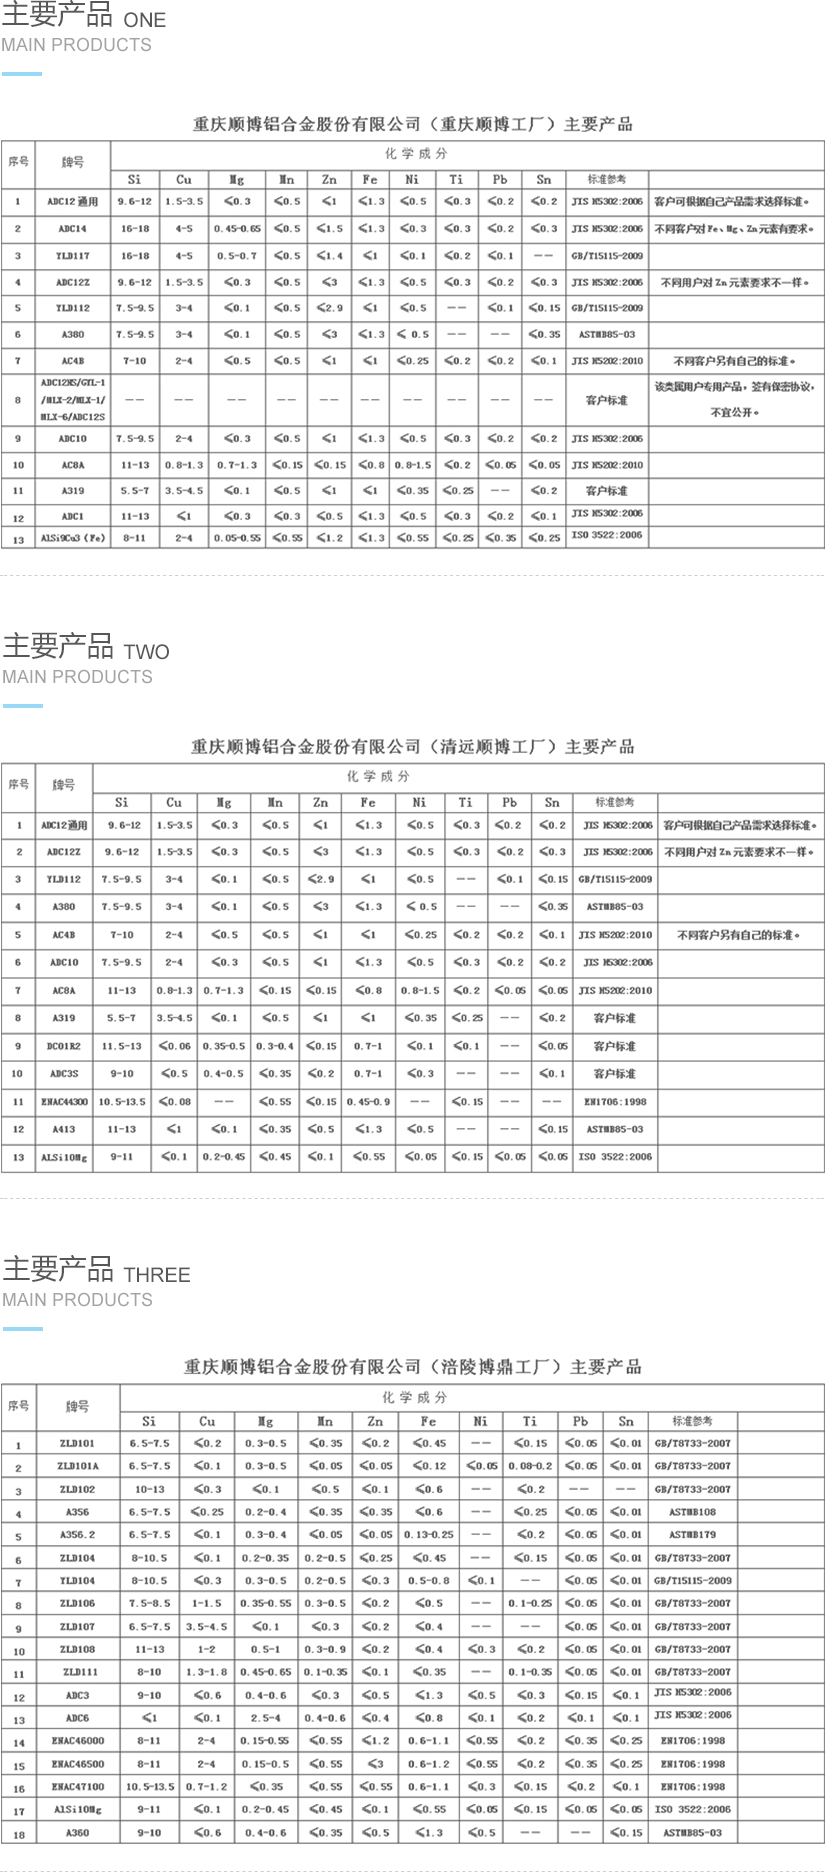 主要产品 ONE
MAIN PRODUCTS
重庆顺博铝合金股份有限公司（重庆顺博工厂）主要产品
序号 牌号 化学成分
Si Cu Mg Mn Zn Fe Ni Ti Pb Sn 标准参考
1 ADC12通用 9.6-12 1.5-3.5 ≤0.3 ≤0.5 ≤1 ≤1.3 ≤0.5 ≤0.3 ≤0.2 ≤0.2 JIS H5302:2006 客户可根据自己产品需求选择标准。
2 ADC14 16-18 4-5 0.45-0.65 ≤0.5 ≤1.5 ≤1.3 ≤0.3 ≤0.3 ≤0.2 ≤0.3 JIS H5302:2006 不同客户对Fe、Mg、Zn元素有要求。
3 YLD117 16-18 4-5 0.5-0.7 ≤0.5 ≤1.4 ≤1 ≤0.1 ≤0.2 ≤0.1 -- GB/T15115-2009
4 ADC12Z 9.6-12 1.5-3.5 ≤0.3 ≤0.5 ≤3 ≤1.3 ≤0.5 ≤0.3 ≤0.2 ≤0.3 JIS H5302:2006 不同用户对Zn元素要求不一样。
5 YLD112 7.5-9.5 3-4 ≤0.1 ≤0.5 ≤2.9 ≤1 ≤0.5 -- ≤0.1 ≤0.15 GB/T15115-2009
6 A380 7.5-9.5 3-4 ≤0.1 ≤0.5 ≤3 ≤1.3 ≤ 0.5 -- -- ≤0.35 ASTMB85-03
7 AC4B 7-10 2-4 ≤0.5 ≤0.5 ≤1 ≤1 ≤0.25 ≤0.2 ≤0.2 ≤0.1 JIS H5202:2010 不同客户另有自己的标准。
ADC12HS/GTL-1 该类属用户专用产品，签有保密协议，
8 /MLX-2/MLX-1/ -- -- -- -- -- -- -- -- -- -- 客户标准
MLX-6/ADC12S 不宜公开。
9 ADC10 7.5-9.5 2-4 ≤0.3 ≤0.5 ≤1 ≤1.3 ≤0.5 ≤0.3 ≤0.2 ≤0.2 JIS H5302:2006
10 AC8A 11-13 0.8-1.3 0.7-1.3 ≤0.15 ≤0.15 ≤0.8 0.8-1.5 ≤0.2 ≤0.05 ≤0.05 JIS H5202:2010
11 A319 5.5-7 3.5-4.5 ≤0.1 ≤0.5 ≤1 ≤1 ≤0.35 ≤0.25 -- ≤0.2 客户标准
12 ADC1 11-13 ≤1 ≤0.3 ≤0.3 ≤0.5 ≤1.3 ≤0.5 ≤0.3 ≤0.2 ≤0.1 JIS H5302:2006
13 AlSi9Cu3（Fe） 8-11 2-4 0.05-0.55 ≤0.55 ≤1.2 ≤1.3 ≤0.55 ≤0.25 ≤0.35 ≤0.25 ISO 3522:2006
主要产品 TWO
MAIN PRODUCTS
重庆顺博铝合金股份有限公司（清远顺博工厂）主要产品
序号 牌号 化学成分
Si Cu Mg Mn Zn Fe Ni Ti Pb Sn 标准参考
1 ADC12通用 9.6-12 1.5-3.5 ≤0.3 ≤0.5 ≤1 ≤1.3 ≤0.5 ≤0.3 ≤0.2 ≤0.2 JIS H5302:2006 客户可根据自己产品需求选择标准。
2 ADC12Z 9.6-12 1.5-3.5 ≤0.3 ≤0.5 ≤3 ≤1.3 ≤0.5 ≤0.3 ≤0.2 ≤0.3 JIS H5302:2006 不同用户对Zn元素要求不一样。
3 YLD112 7.5-9.5 3-4 ≤0.1 ≤0.5 ≤2.9 ≤1 ≤0.5 -- ≤0.1 ≤0.15 GB/T15115-2009
4 A380 7.5-9.5 3-4 ≤0.1 ≤0.5 ≤3 ≤1.3 ≤ 0.5 -- -- ≤0.35 ASTMB85-03
5 AC4B 7-10 2-4 ≤0.5 ≤0.5 ≤1 ≤1 ≤0.25 ≤0.2 ≤0.2 ≤0.1 JIS H5202:2010 不同客户另有自己的标准。
6 ADC10 7.5-9.5 2-4 ≤0.3 ≤0.5 ≤1 ≤1.3 ≤0.5 ≤0.3 ≤0.2 ≤0.2 JIS H5302:2006
7 AC8A 11-13 0.8-1.3 0.7-1.3 ≤0.15 ≤0.15 ≤0.8 0.8-1.5 ≤0.2 ≤0.05 ≤0.05 JIS H5202:2010
8 A319 5.5-7 3.5-4.5 ≤0.1 ≤0.5 ≤1 ≤1 ≤0.35 ≤0.25 -- ≤0.2 客户标准
9 DC01R2 11.5-13 ≤0.06 0.35-0.5 0.3-0.4 ≤0.15 0.7-1 ≤0.1 ≤0.1 -- ≤0.05 客户标准
10 ADC3S 9-10 ≤0.5 0.4-0.5 ≤0.35 ≤0.2 0.7-1 ≤0.3 -- -- ≤0.1 客户标准
11 ENAC44300 10.5-13.5 ≤0.08 -- ≤0.55 ≤0.15 0.45-0.9 -- ≤0.15 -- -- EN1706:1998
12 A413 11-13 ≤1 ≤0.1 ≤0.35 ≤0.5 ≤1.3 ≤0.5 -- -- ≤0.15 ASTMB85-03
13 ALSi10Mg 9-11 ≤0.1 0.2-0.45 ≤0.45 ≤0.1 ≤0.55 ≤0.05 ≤0.15 ≤0.05 ≤0.05 ISO 3522:2006
主要产品 THREE
MAIN PRODUCTS
重庆顺博铝合金股份有限公司（涪陵博鼎工厂）主要产品
序号 牌号 化学成分
Si Cu Mg Mn Zn Fe Ni Ti Pb Sn 标准参考
1 ZLD101 6.5-7.5 ≤0.2 0.3-0.5 ≤0.35 ≤0.2 ≤0.45 -- ≤0.15 ≤0.05 ≤0.01 GB/T8733-2007
2 ZLD101A 6.5-7.5 ≤0.1 0.3-0.5 ≤0.05 ≤0.05 ≤0.12 ≤0.05 0.08-0.2 ≤0.05 ≤0.01 GB/T8733-2007
3 ZLD102 10-13 ≤0.3 ≤0.1 ≤0.5 ≤0.1 ≤0.6 -- ≤0.2 -- -- GB/T8733-2007
4 A356 6.5-7.5 ≤0.25 0.2-0.4 ≤0.35 ≤0.35 ≤0.6 -- ≤0.25 ≤0.05 ≤0.01 ASTMB108
5 A356.2 6.5-7.5 ≤0.1 0.3-0.4 ≤0.05 ≤0.05 0.13-0.25 -- ≤0.2 ≤0.05 ≤0.01 ASTMB179
6 ZLD104 8-10.5 ≤0.1 0.2-0.35 0.2-0.5 ≤0.25 ≤0.45 -- ≤0.15 ≤0.05 ≤0.01 GB/T8733-2007
7 YLD104 8-10.5 ≤0.3 0.3-0.5 0.2-0.5 ≤0.3 0.5-0.8 ≤0.1 -- ≤0.05 ≤0.01 GB/T15115-2009
8 ZLD106 7.5-8.5 1-1.5 0.35-0.55 0.3-0.5 ≤0.2 ≤0.5 -- 0.1-0.25 ≤0.05 ≤0.01 GB/T8733-2007
9 ZLD107 6.5-7.5 3.5-4.5 ≤0.1 ≤0.3 ≤0.2 ≤0.4 -- -- ≤0.05 ≤0.01 GB/T8733-2007
10 ZLD108 11-13 1-2 0.5-1 0.3-0.9 ≤0.2 ≤0.4 ≤0.3 ≤0.2 ≤0.05 ≤0.01 GB/T8733-2007
11 ZLD111 8-10 1.3-1.8 0.45-0.65 0.1-0.35 ≤0.1 ≤0.35 -- 0.1-0.35 ≤0.05 ≤0.01 GB/T8733-2007
12 ADC3 9-10 ≤0.6 0.4-0.6 ≤0.3 ≤0.5 ≤1.3 ≤0.5 ≤0.3 ≤0.15 ≤0.1 JIS H5302:2006
13 ADC6 ≤1 ≤0.1 2.5-4 0.4-0.6 ≤0.4 ≤0.8 ≤0.1 ≤0.2 ≤0.1 ≤0.1 JIS H5302:2006
14 ENAC46000 8-11 2-4 0.15-0.55 ≤0.55 ≤1.2 0.6-1.1 ≤0.55 ≤0.2 ≤0.35 ≤0.25 EN1706:1998
15 ENAC46500 8-11 2-4 0.15-0.5 ≤0.55 ≤3 0.6-1.2 ≤0.55 ≤0.2 ≤0.35 ≤0.25 EN1706:1998
16 ENAC47100 10.5-13.5 0.7-1.2 ≤0.35 ≤0.55 ≤0.55 0.6-1.1 ≤0.3 ≤0.15 ≤0.2 ≤0.1 EN1706:1998
17 AlSi10Mg 9-11 ≤0.1 0.2-0.45 ≤0.45 ≤0.1 ≤0.55 ≤0.05 ≤0.15 ≤0.05 ≤0.05 ISO 3522:2006
18 A360 9-10 ≤0.6 0.4-0.6 ≤0.35 ≤0.5 ≤1.3 ≤0.5 -- -- ≤0.15 ASTMB85-03